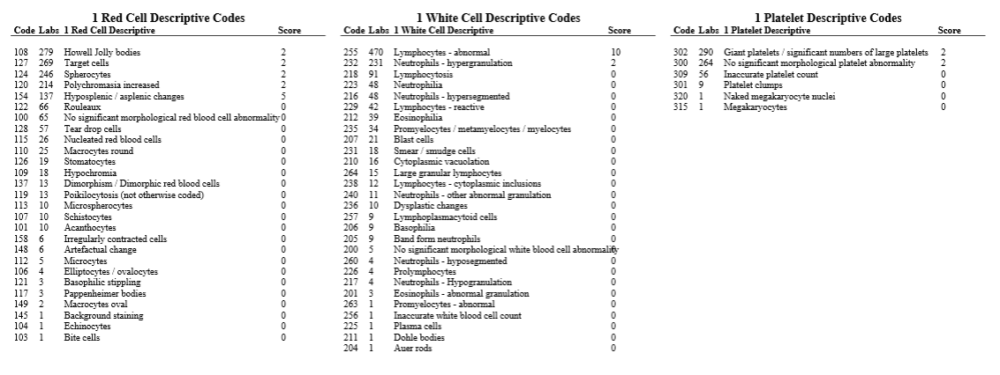 1 Red Cell Descriptive Codes
Code Labs 1 Red Cell Descriptive Score
108 279 Howell Jolly bodies 2
127 269 Target cells 2
124 246 Spherocytes 2
120 214 Polychromasia increased 2
154 137 Hyposplenic / asplenic changes 5
122 66 Rouleaux 0
100 65 No significant morphological red blood cell abnormality 0
128 57 Tear drop cells 0
115 26 Nucleated red blood cells 0
110 25 Macrocytes round 0
126 19 Stomatocytes 0
109 18 Hypochromia 0
137 13 Dimorphism / Dimorphic red blood cells 0
119 13 Poikilocytosis (not otherwise coded) 0
113 10 Microspherocytes 0
107 10 Schistocytes 0
101 10 Acanthocytes 0
158 6 Irregularly contracted cells 0
148 6 Artefactual change 0
112 5 Microcytes 0
106 4 Elliptocytes / ovalocytes 0
121 3 Basophilic stippling 0
117 3 Pappenheimer bodies 0
149 2 Macrocytes oval 0
145 1 Background staining 0
104 1 Echinocytes 0
103 1 Bite cells 0
1 White Cell Descriptive Codes
Code Labs 1 White Cell Descriptive Score
255 470 Lymphocytes - abnormal 10
232 231 Neutrophils - hypergranulation 2
218 91 Lymphocytosis 0
223 48 Neutrophilia 0
216 48 Neutrophils - hypersegmented 0
229 42 Lymphocytes - reactive 0
212 39 Eosinophilia 0
235 34 Promyelocytes / metamyelocytes / myelocytes 0
207 21 Blast cells 0
231 18 Smear / smudge cells 0
210 16 Cytoplasmic vacuolation 0
264 15 Large granular lymphocytes 0
238 12 Lymphocytes - cytoplasmic inclusions 0
240 11 Neutrophils - other abnormal granulation 0
236 10 Dysplastic changes 0
257 9 Lymphoplasmacytoid cells 0
206 9 Basophilia 0
205 9 Band form neutrophils 0
200 5 No significant morphological white blood cell abnormality 0
260 4 Neutrophils - hyposegmented 0
226 4 Prolymphocytes 0
217 4 Neutrophils - Hypogranulation 0
201 3 Eosinophils - abnormal granulation 0
263 1 Promyelocytes - abnormal 0
256 1 Inaccurate white blood cell count 0
225 1 Plasma cells 0
211 1 Dohle bodies 0
204 1 Auer rods 0
1 Platelet Descriptive Codes
Code Labs 1 Platelet Descriptive Score
302 290 Giant platelets / significant numbers of large platelets 2
300 264 No significant morphological platelet abnormality 2
309 56 Inaccurate platelet count 0
301 9 Platelet clumps 0
320 1 Naked megakaryocyte nuclei 0
315 1 Megakaryocytes 0